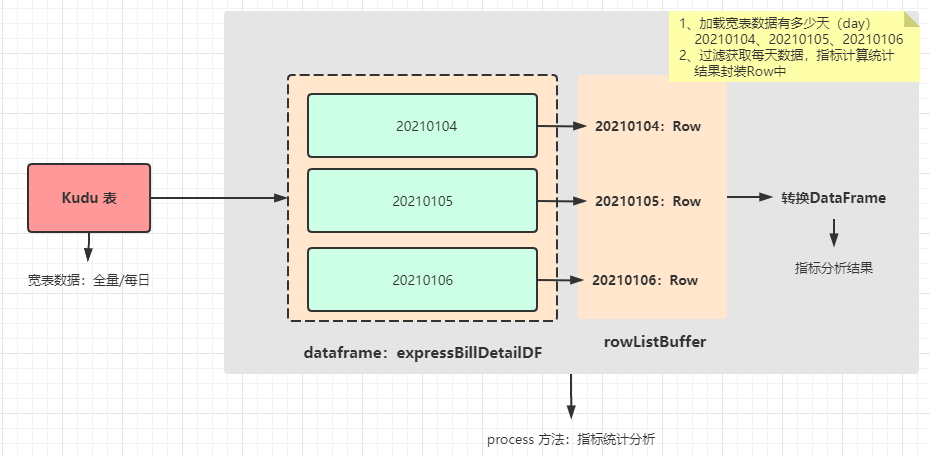 1、加载宽表数据有多少天（day）
20210104、20210105、20210106
2、过滤获取每天数据，指标计算统计
结果封装Row中
20210104
20210104：Row
Kudu 表
20210105
20210105：Row
转换DataFrame
宽表数据：全量/每日
20210106
20210106：Row
指标分析结果
dataframe：expressBillDetailDF
rowListBuffer
process 方法：指标统计分析